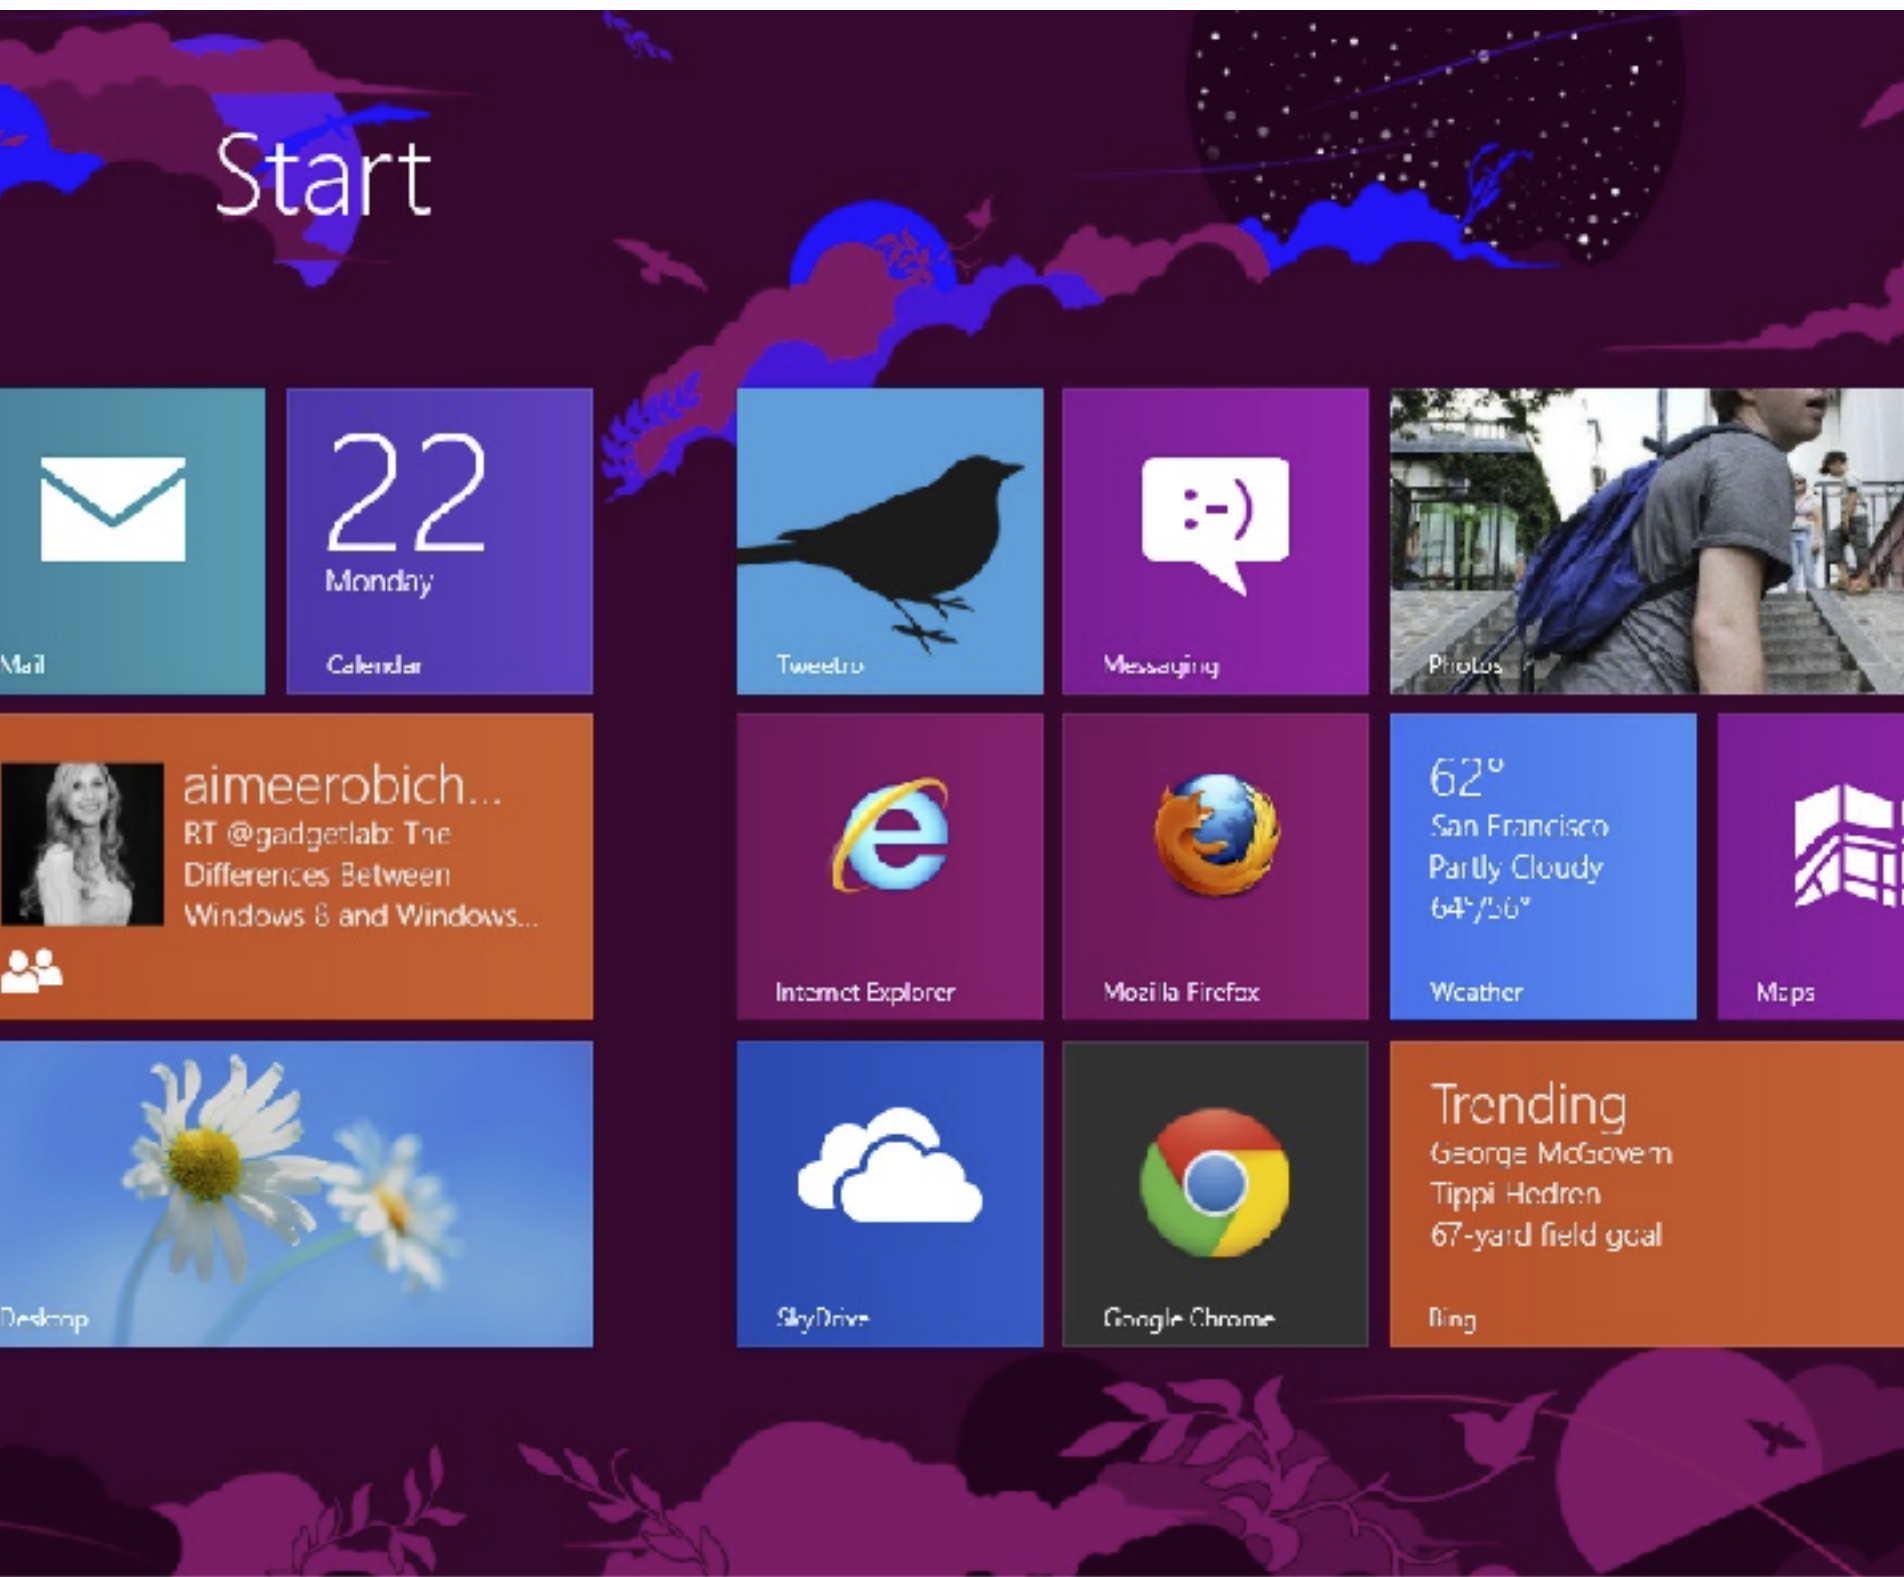 Start
Mail
22
Monday
Calendar
Tweetro
:-)
Messaging
Photos
aimeerobich...
RT @gadgetlab: The
Differences Between
Windows 8 and Windows...
Internet Explorer
Mozilla Firefox
62°
San Francisco
Partly Cloudy
64°/56°
Weather
Maps
Desktop
SkyDrive
Google Chrome
Trending
George McGovern
Tippi Hedren
67-yard field goal
Bing